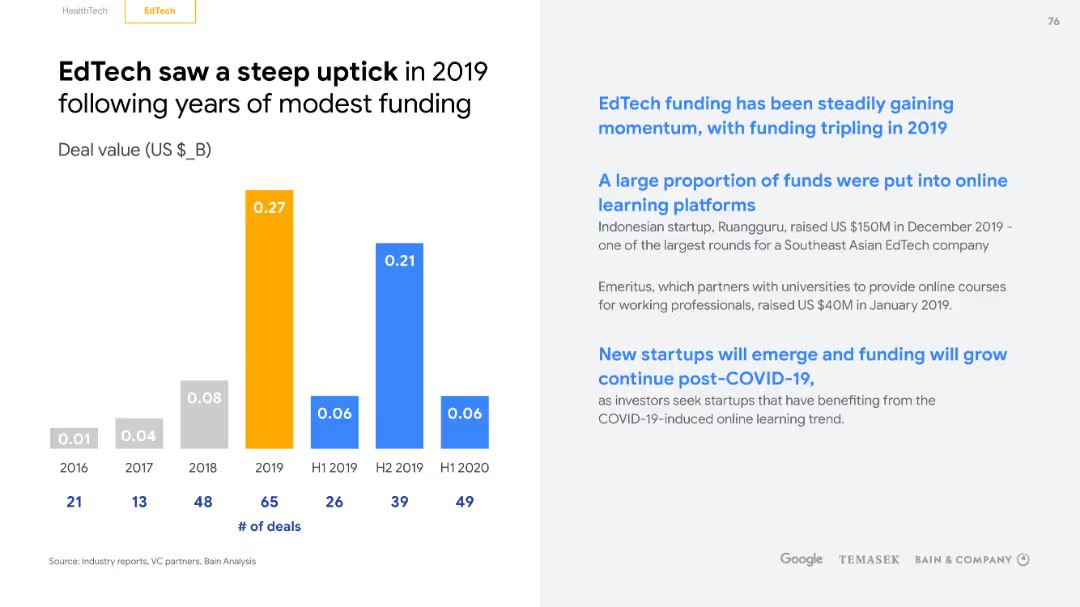 HealthTech
EdTech
76
EdTech saw a steep uptick in 2019
following years of modest funding
Deal value (US $_B)
0.01
0.04
0.08
0.27
0.06
0.21
0.06
2016
2017
2018
2019
H1 2019
H2 2019
H1 2020
21
13
48
65
26
39
49
# of deals
Source: Industry reports, VC partners, Bain Analysis
EdTech funding has been steadily gaining
momentum, with funding tripling in 2019
A large proportion of funds were put into online
learning platforms
Indonesian startup, Ruangguru, raised US $150M in December 2019 -
one of the largest rounds for a Southeast Asian EdTech company
Emeritus, which partners with universities to provide online courses
for working professionals, raised US $40M in January 2019.
New startups will emerge and funding will grow
continue post-COVID-19,
as investors seek startups that have benefiting from the
COVID-19-induced online learning trend.
Google
TEMASEK
BAIN & COMPANY